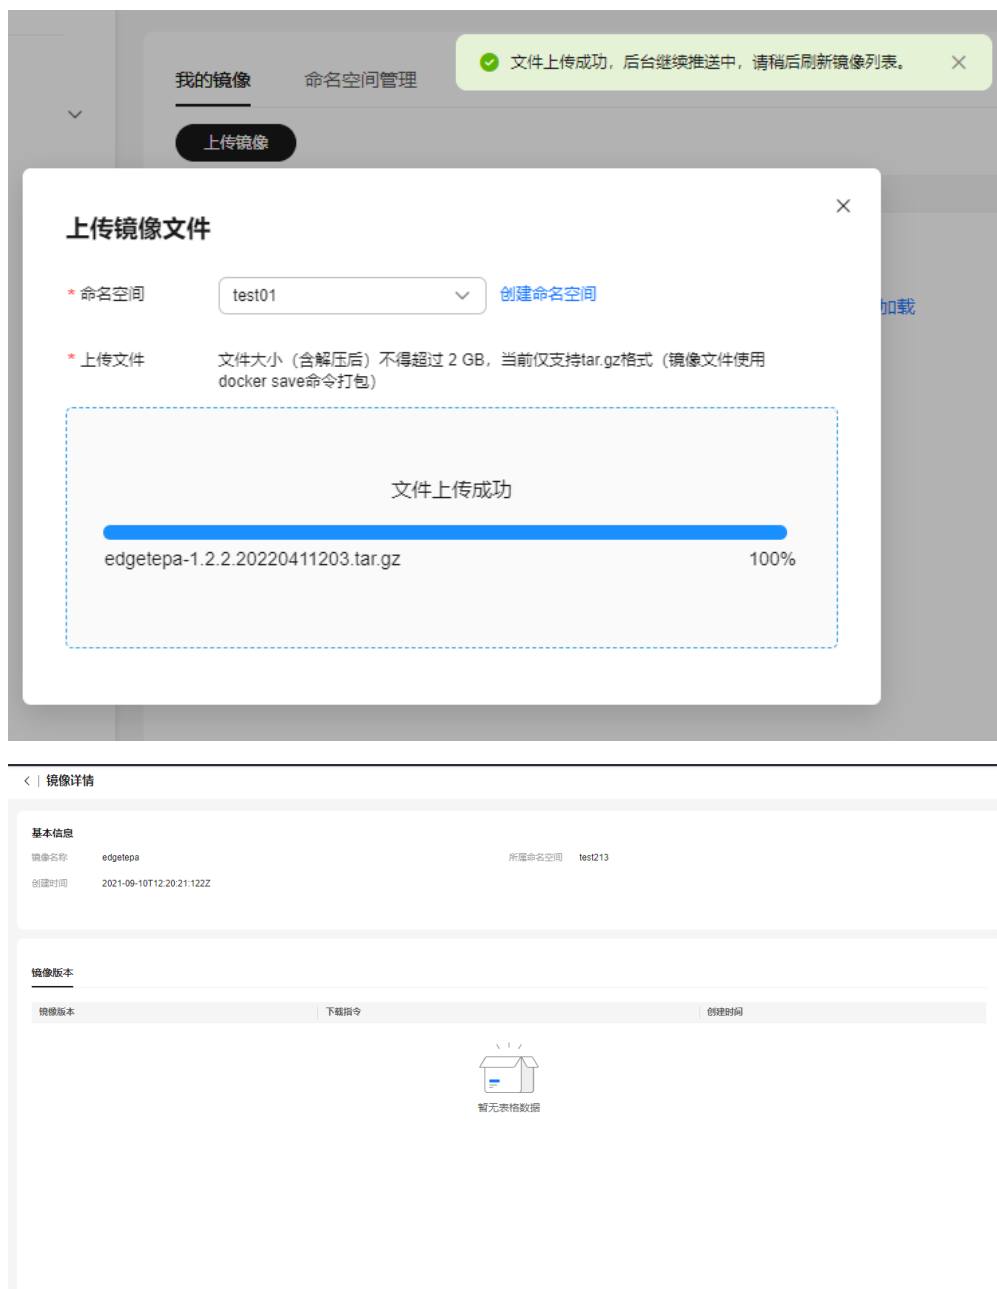 我的镜像
命名空间管理
文件上传成功，后台继续推送中，请稍后刷新镜像列表。
上传镜像
上传镜像文件
* 命名空间
test01
创建命名空间
加载
* 上传文件
文件大小（含解压后）不得超过 2 GB，当前仅支持tar.gz格式（镜像文件使用
docker save命令打包）
文件上传成功
edgetepa-1.2.2.20220411203.tar.gz
100%
镜像详情
基本信息
镜像名称
edgetepa
所属命名空间
test213
创建时间
2021-09-10T12:20:21:122Z
镜像版本
镜像版本
下载指令
创建时间
暂无表格数据